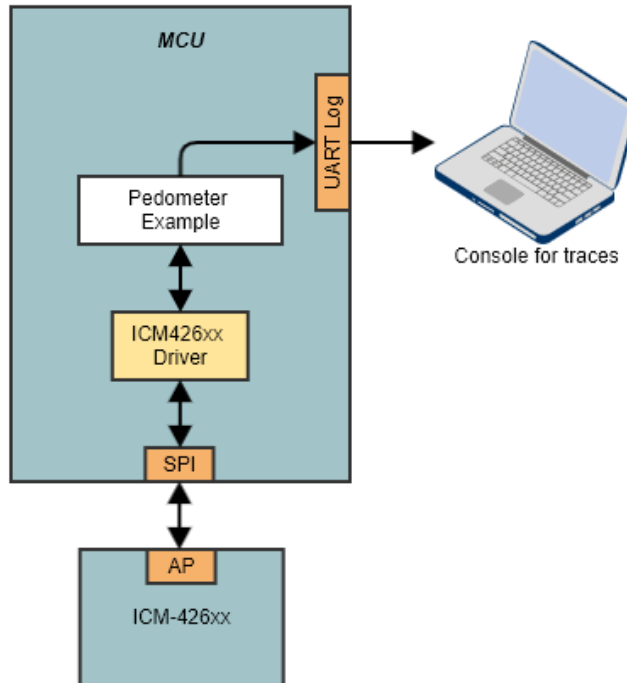 MCU
UART Log
Pedometer
Example
Console for traces
ICM426xx
Driver
SPI
AP
ICM-426xx